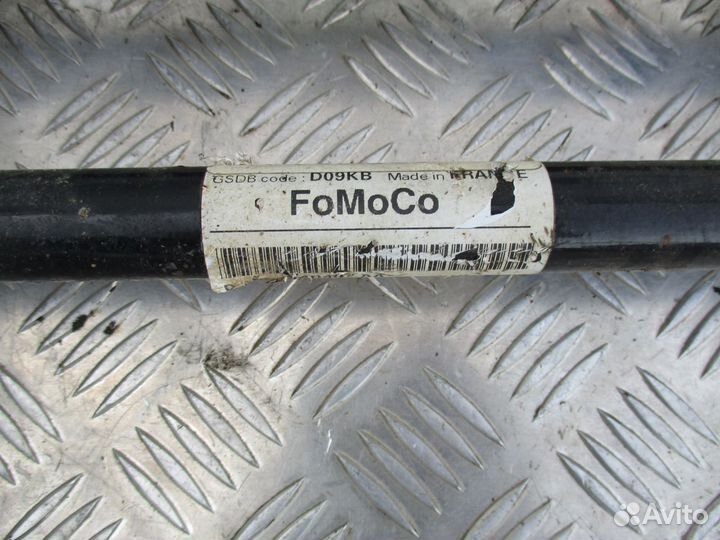 GSDB code : D09KB Made in FRANCE
FoMoCo
Avito